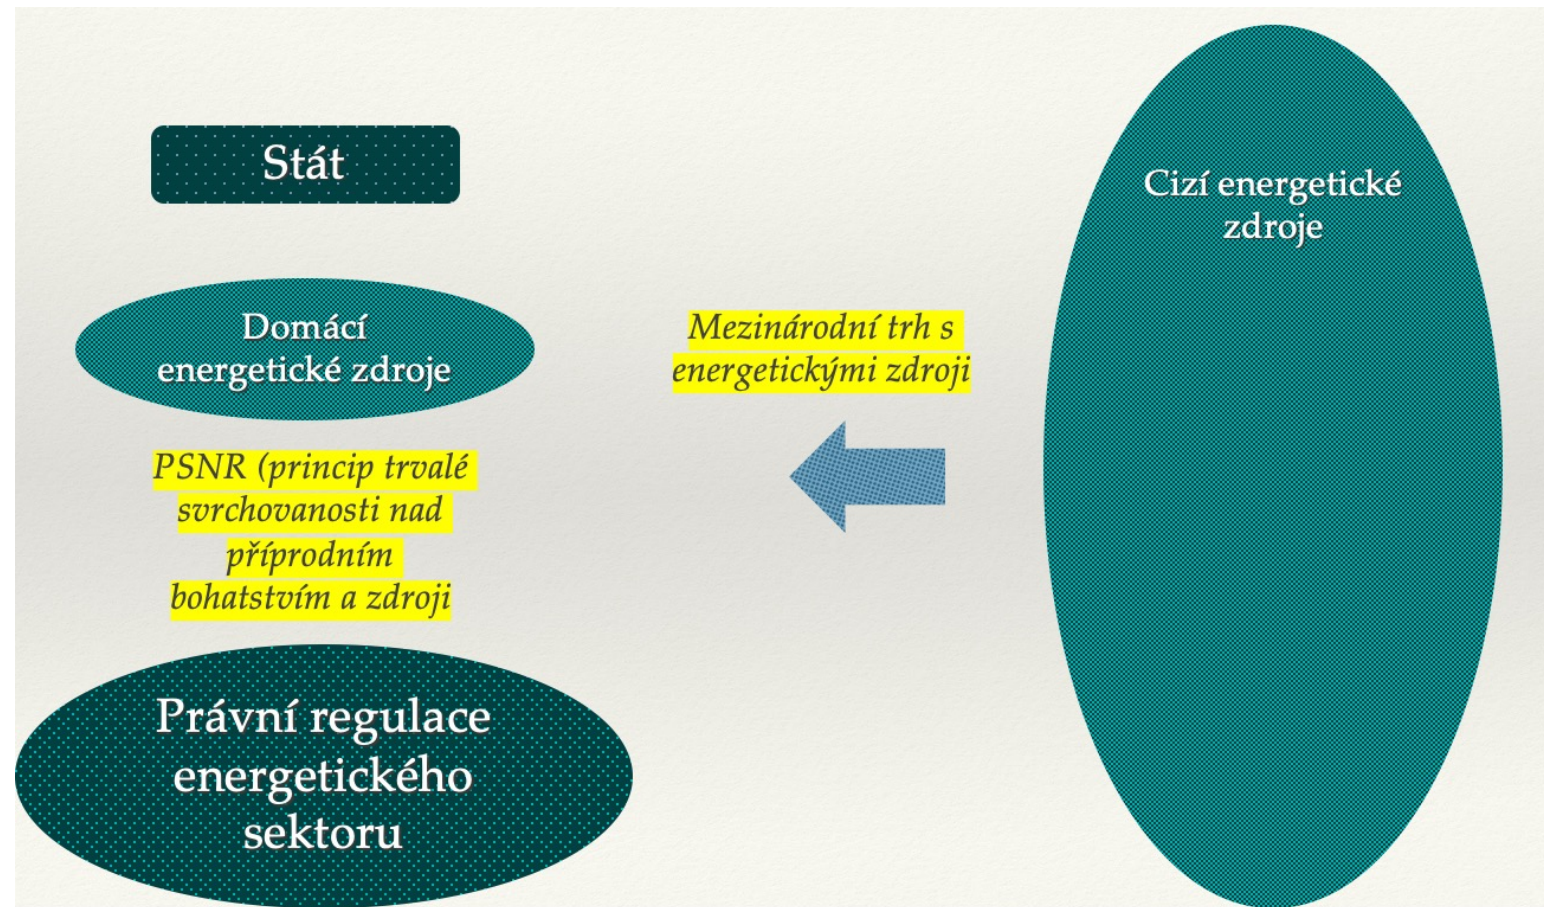 Stát
Domácí
energetické zdroje
PSNR (princip trvalé
svrchovanosti nad
příprodním
bohatstvím a zdroji
Právní regulace
energetického
sektoru
Mezinárodní trh s
energetickými zdroji
Cizí energetické
zdroje